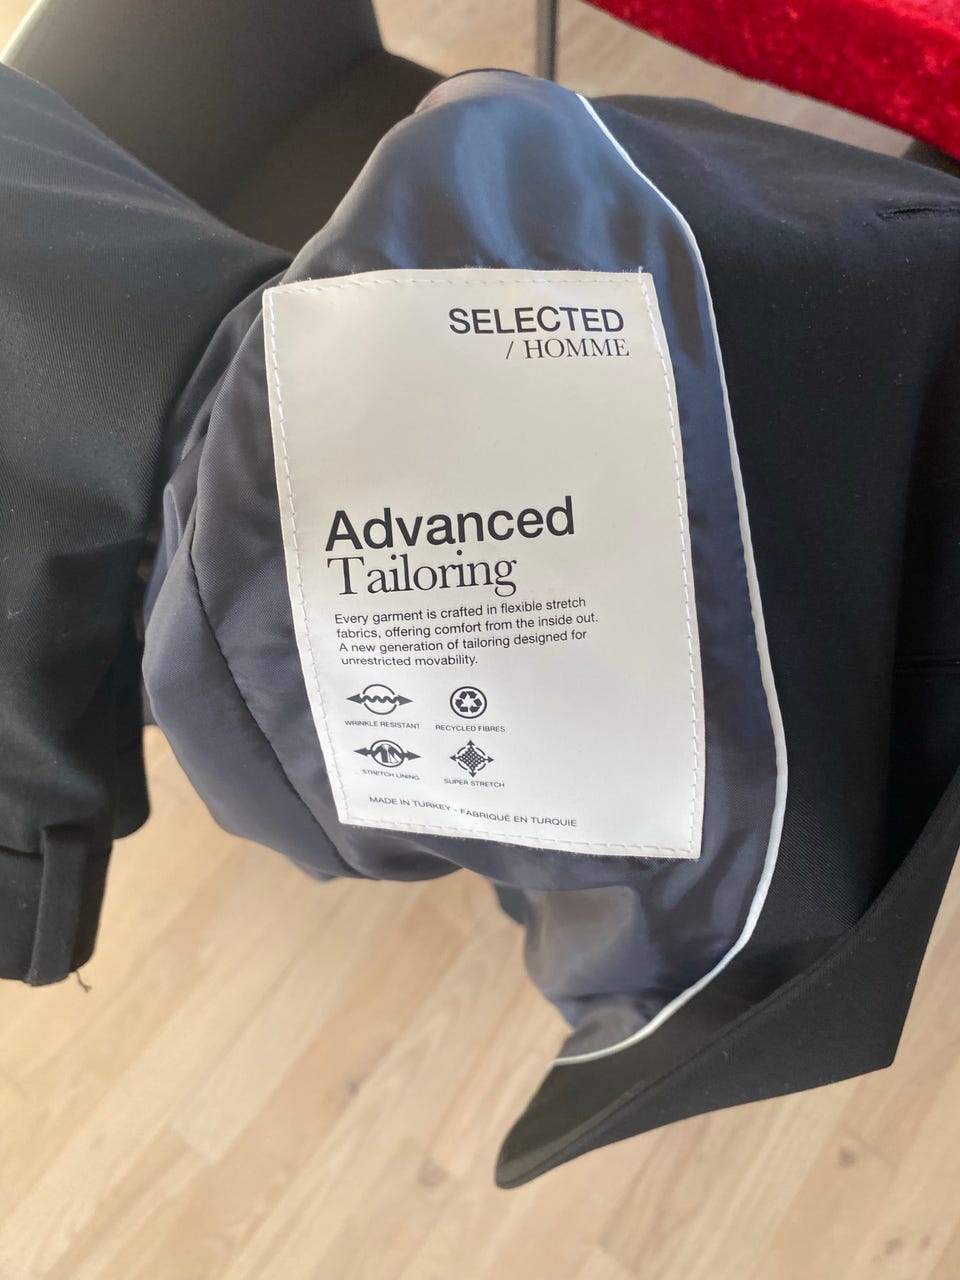 SELECTED
/ HOMME
Advanced
Tailoring
Every garment is crafted in flexible stretch
fabrics, offering comfort from the inside out.
A new generation of tailoring designed for
unrestricted movability.
WRINKLE RESISTANT
RECYCLED FIBRES
STRETCH LINING
SUPER STRETCH
MADE IN TURKEY - FABRIQUÉ EN TURQUIE